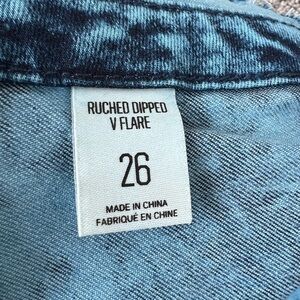 RUCHED DIPPED
V FLARE
26
MADE IN CHINA
FABRIQUÉ EN CHINE